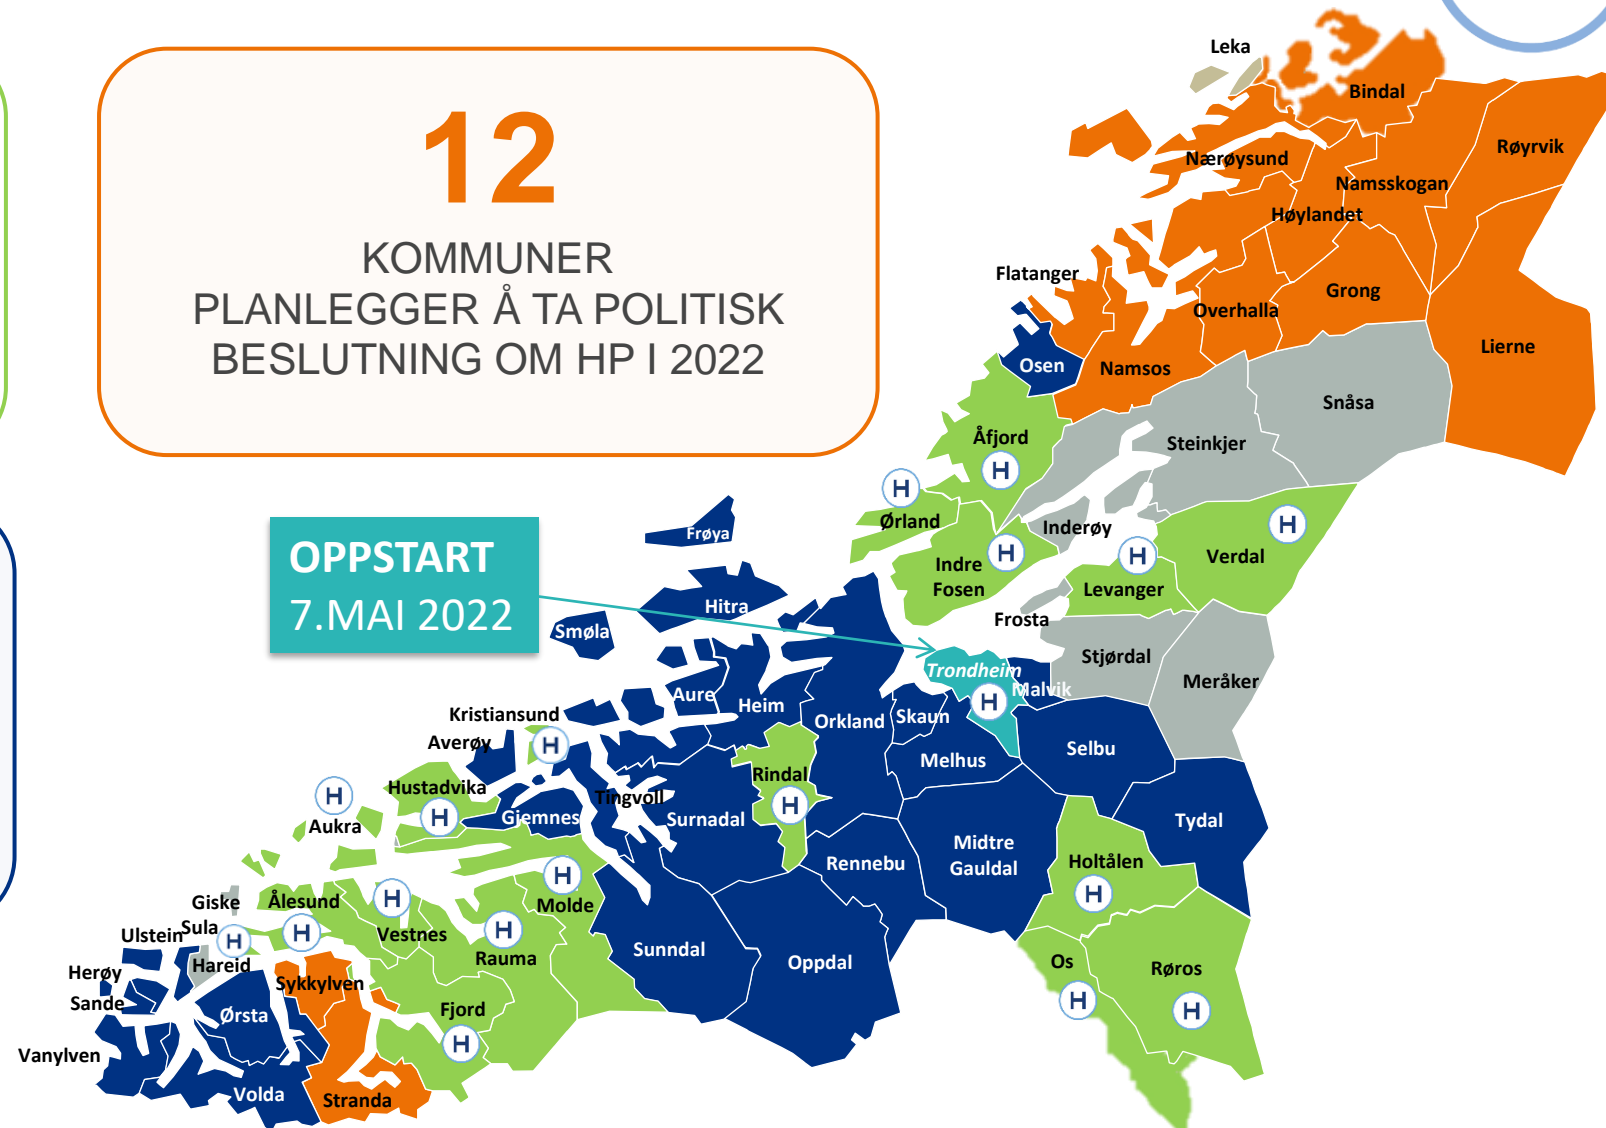 12
KOMMUNER
PLANLEGGER Å TA POLITISK
BESLUTNING OM HP I 2022
OPPSTART
7.MAI 2022
Leka
Bindal
Røyrvik
Nærøysund
Namsskogan
Høylandet
Flatanger
Grong
Overhalla
Lierne
Osen
Namsos
Snåsa
Åfjord
Steinkjer
H
H
Ørland
Inderøy
H
Verdal
H
H
Indre
Fosen
Levanger
Frøya
Hitra
Frosta
Smøla
Stjørdal
Trondheim
Meråker
Malvik
H
Aure
Heim
Orkland
Skaun
Kristiansund
Averøy
H
Selbu
Melhus
Rindal
H
Hustadvika
H
Tingvoll
Gjemnes
Surnadal
H
Aukra
Tydal
Midtre
Gauldal
Rennebu
Holtålen
H
H
Molde
Giske
Ålesund
H
H
Vestnes
H
Rauma
Sula
H
Ulstein
Hareid
Sunndal
Oppdal
Os
H
Røros
H
Herøy
Sande
Sykkylven
Ørsta
Fjord
H
Vanylven
Volda
Stranda